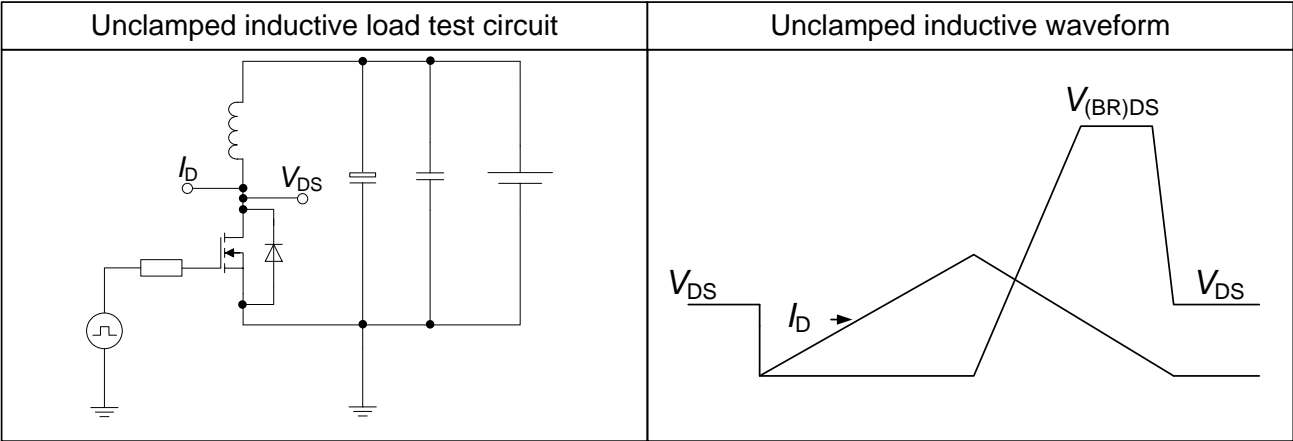 Unclamped inductive load test circuit
Unclamped inductive waveform
ID
VDS
V(BR)DS
VDS
ID
VDS